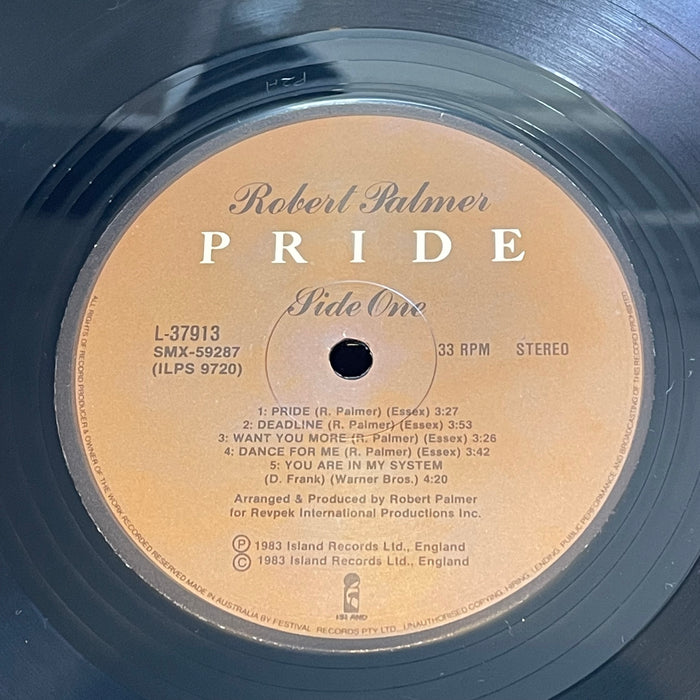 Robert Palmer
PRIDE
Side One
L-37913
SMX-59287
(ILPS 9720)
33 RPM STEREO
1: PRIDE (R. Palmer) (Essex) 3:27
2: DEADLINE (R. Palmer) (Essex) 3:53
3: WANT YOU MORE (R. Palmer) (Essex) 3:26
4: DANCE FOR ME (R. Palmer) (Essex) 3:42
5: YOU ARE IN MY SYSTEM
(D. Frank) (Warner Bros.) 4:20
Arranged & Produced by Robert Palmer
for Revpek International Productions Inc.
Ⓟ 1983 Island Records Ltd., England
© 1983 Island Records Ltd., England
ISLAND
ALL RIGHTS OF RECORD PRODUCER & OWNER OF THE WORK RECORDED RESERVED MADE IN AUSTRALIA BY FESTIVAL RECORDS PTY LTD., UNAUTHORISED COPYING, HIRING, LENDING, PUBLIC PERFORMANCE AND BROADCASTING OF THIS RECORD PROHIBITED